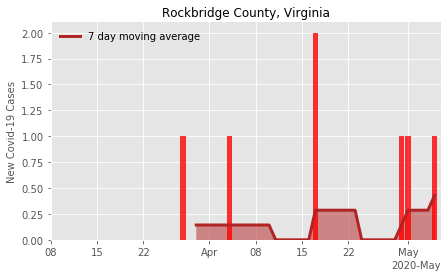 Rockbridge County, Virginia
7 day moving average
New Covid-19 Cases
2.00
1.75
1.50
1.25
1.00
0.75
0.50
0.25
0.00
08 15 22 Apr 08 15 22 May
2020-May